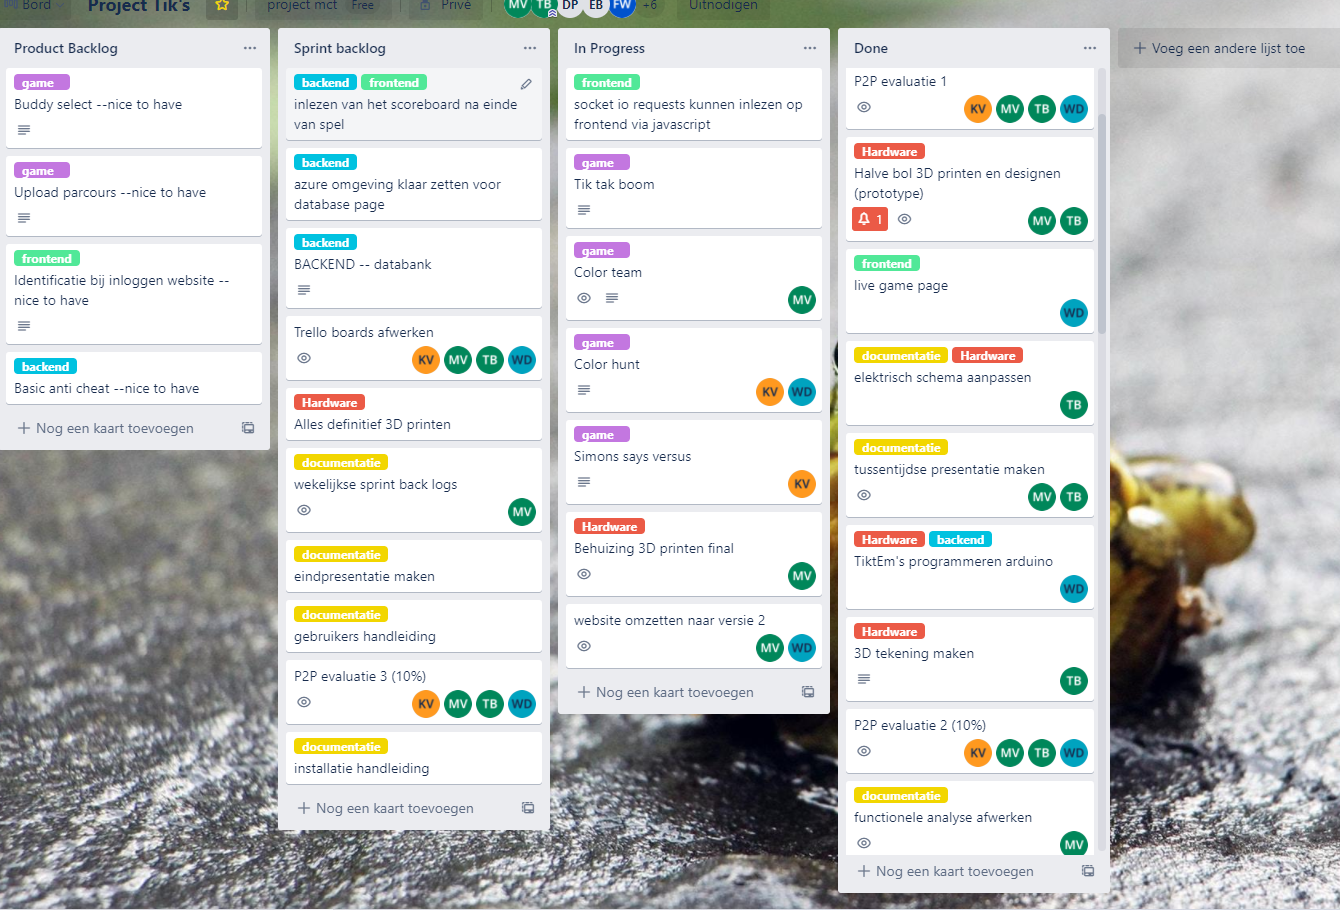 Bord
Project Tik's
project mct Free
Privé
MV TB DP EB FW +6
Uitnodigen
Product Backlog
game
Buddy select --nice to have
game
Upload parcours --nice to have
frontend
Identificatie bij inloggen website --
nice to have
backend
Basic anti cheat --nice to have
Nog een kaart toevoegen
Sprint backlog
backend frontend
inlezen van het scoreboard na einde
van spel
backend
azure omgeving klaar zetten voor
database page
backend
BACKEND -- databank
Trello boards afwerken
KV MV TB WD
Hardware
Alles definitief 3D printen
documentatie
wekelijkse sprint back logs
MV
documentatie
eindpresentatie maken
documentatie
gebruikers handleiding
P2P evaluatie 3 (10%)
KV MV TB WD
documentatie
installatie handleiding
Nog een kaart toevoegen
In Progress
frontend
socket io requests kunnen inlezen op
frontend via javascript
game
Tik tak boom
game
Color team
MV
game
Color hunt
KV WD
game
Simons says versus
KV
Hardware
Behuizing 3D printen final
MV
website omzetten naar versie 2
MV WD
Nog een kaart toevoegen
Done
P2P evaluatie 1
KV MV TB WD
Hardware
Halve bol 3D printen en designen
(prototype)
1 MV TB
frontend
live game page
WD
documentatie Hardware
elektrisch schema aanpassen
TB
documentatie
tussentijdse presentatie maken
MV TB
Hardware backend
TiktEm's programmeren arduino
WD
Hardware
3D tekening maken
TB
P2P evaluatie 2 (10%)
KV MV TB WD
documentatie
functionele analyse afwerken
MV
Nog een kaart toevoegen
Voeg een andere lijst toe